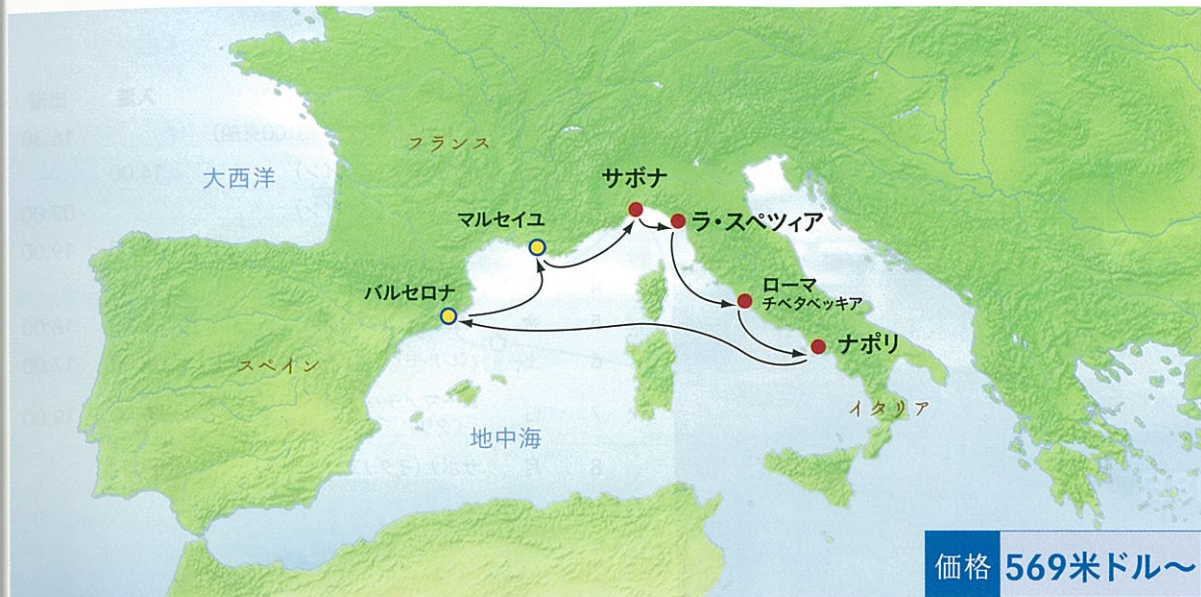 フランス
大西洋
サボナ
マルセイユ
ラ・スペツィア
バルセロナ
ローマ
チベタベッキア
ナポリ
スペイン
イタリア
地中海
価格 569米ドル〜